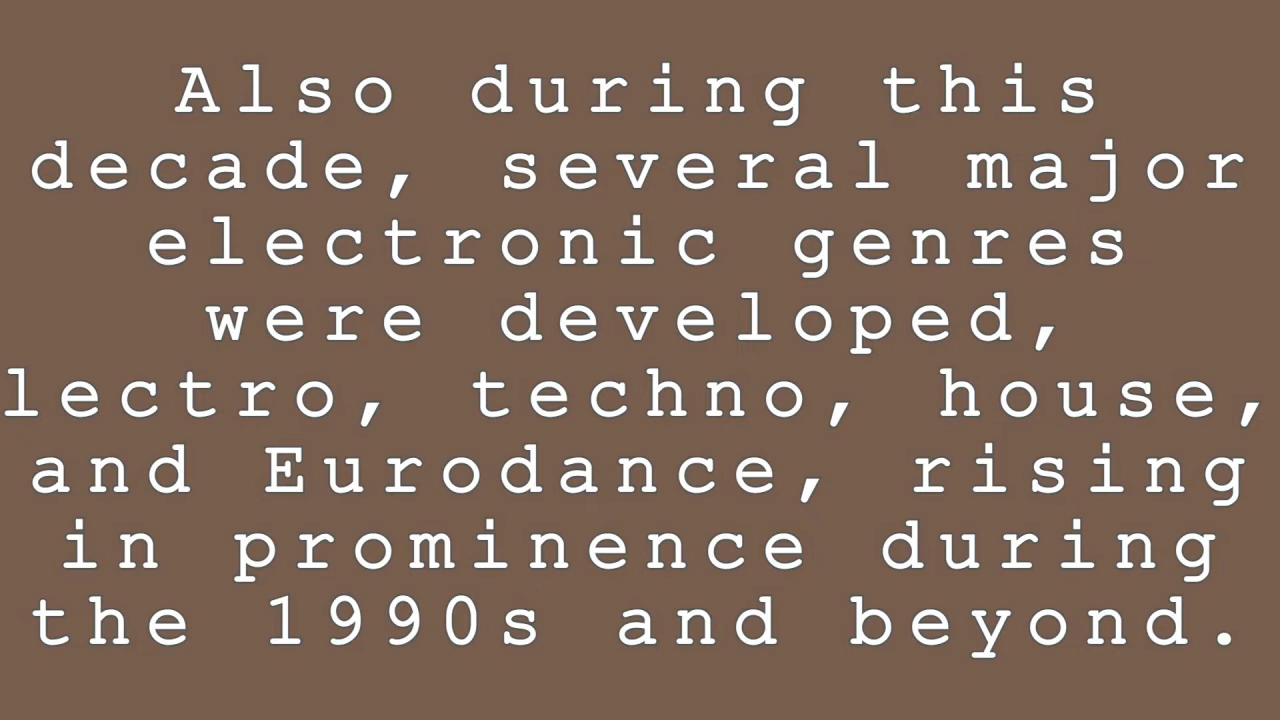 Also during this
decade, several major
electronic genres
were developed,
lectro, techno, house,
and Eurodance, rising
in prominence during
the 1990s and beyond.